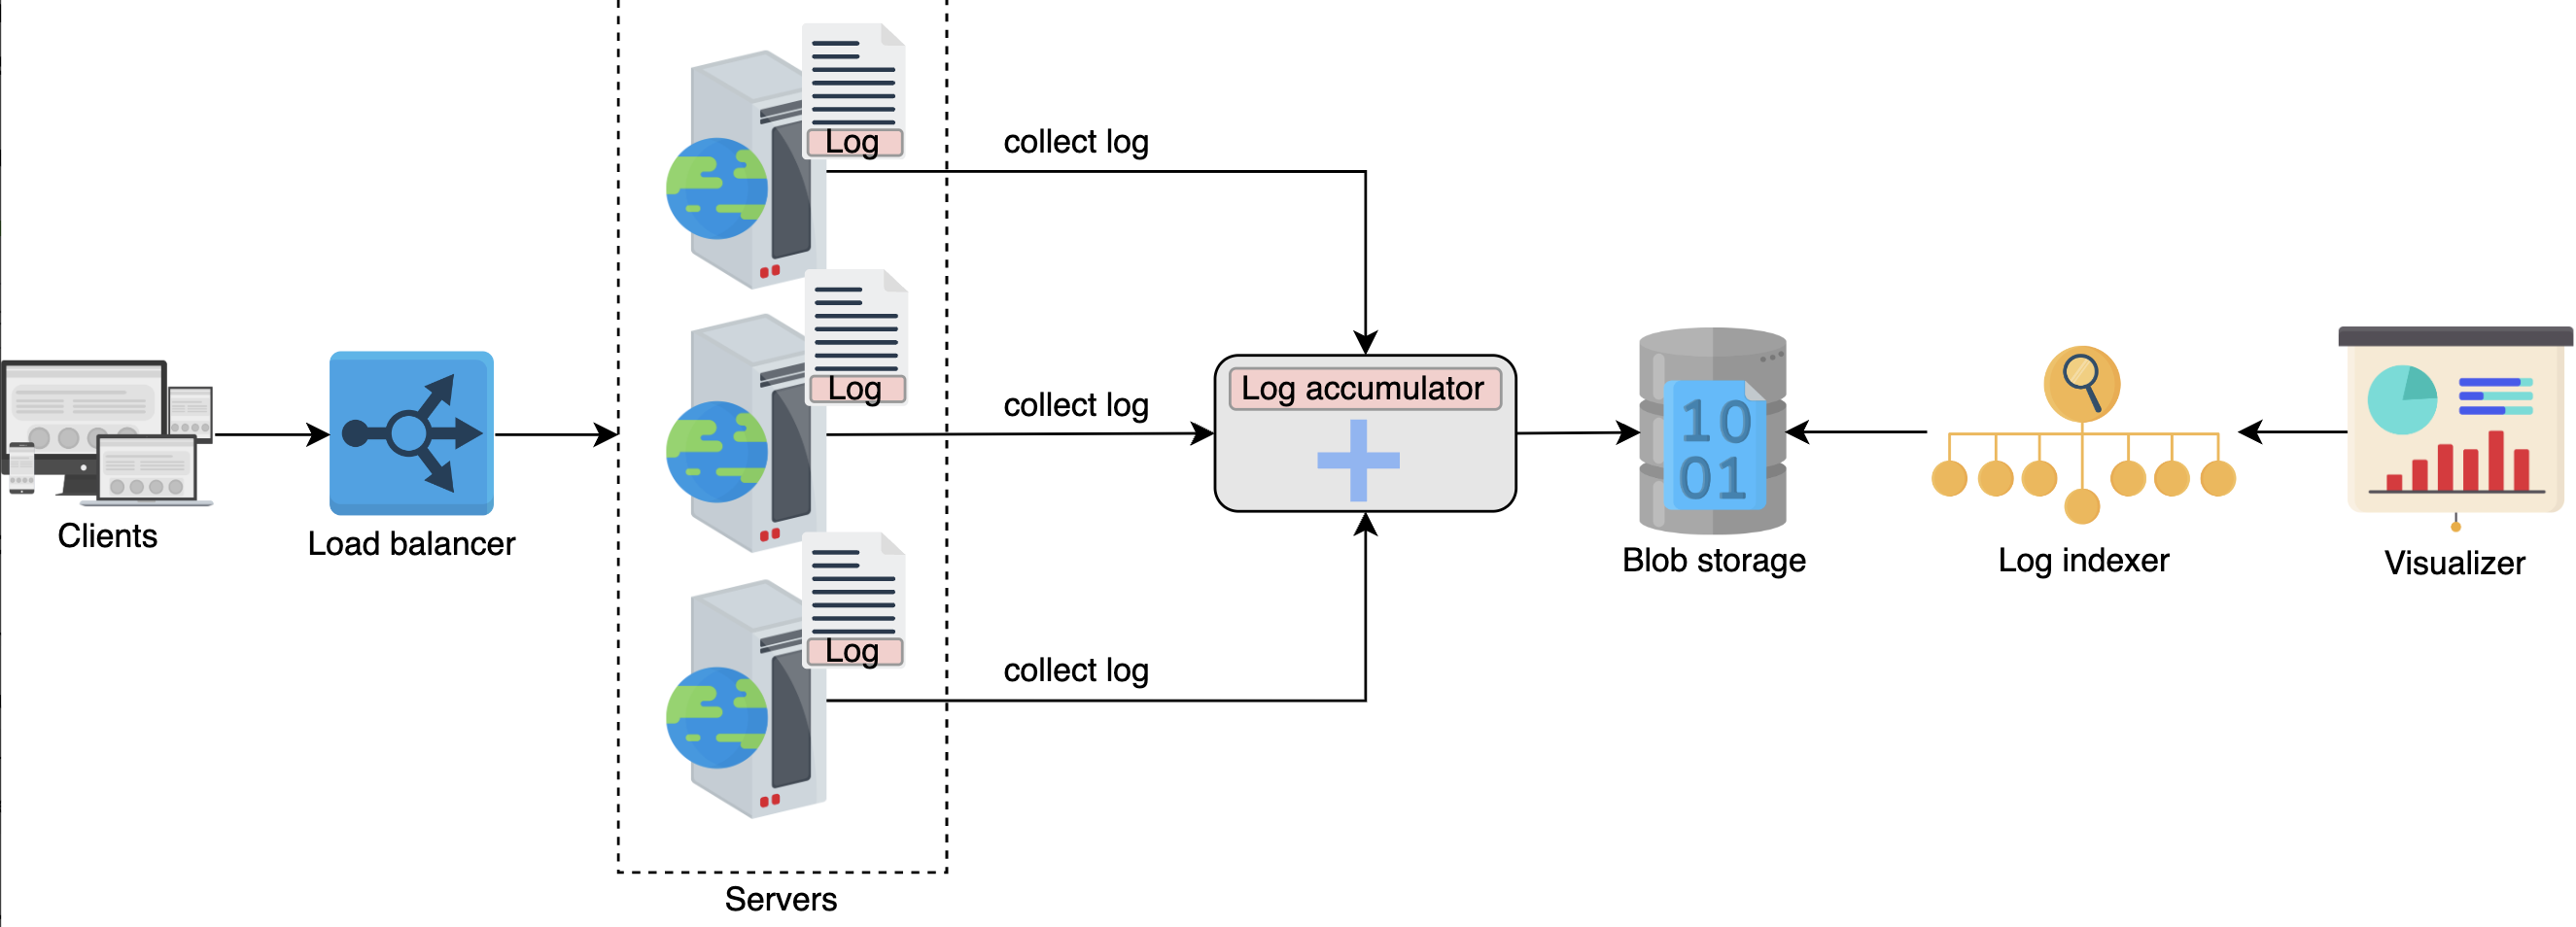 Log
collect log
Log
collect log
Log accumulator
10
01
Clients
Load balancer
Blob storage
Log indexer
Visualizer
Log
collect log
Servers